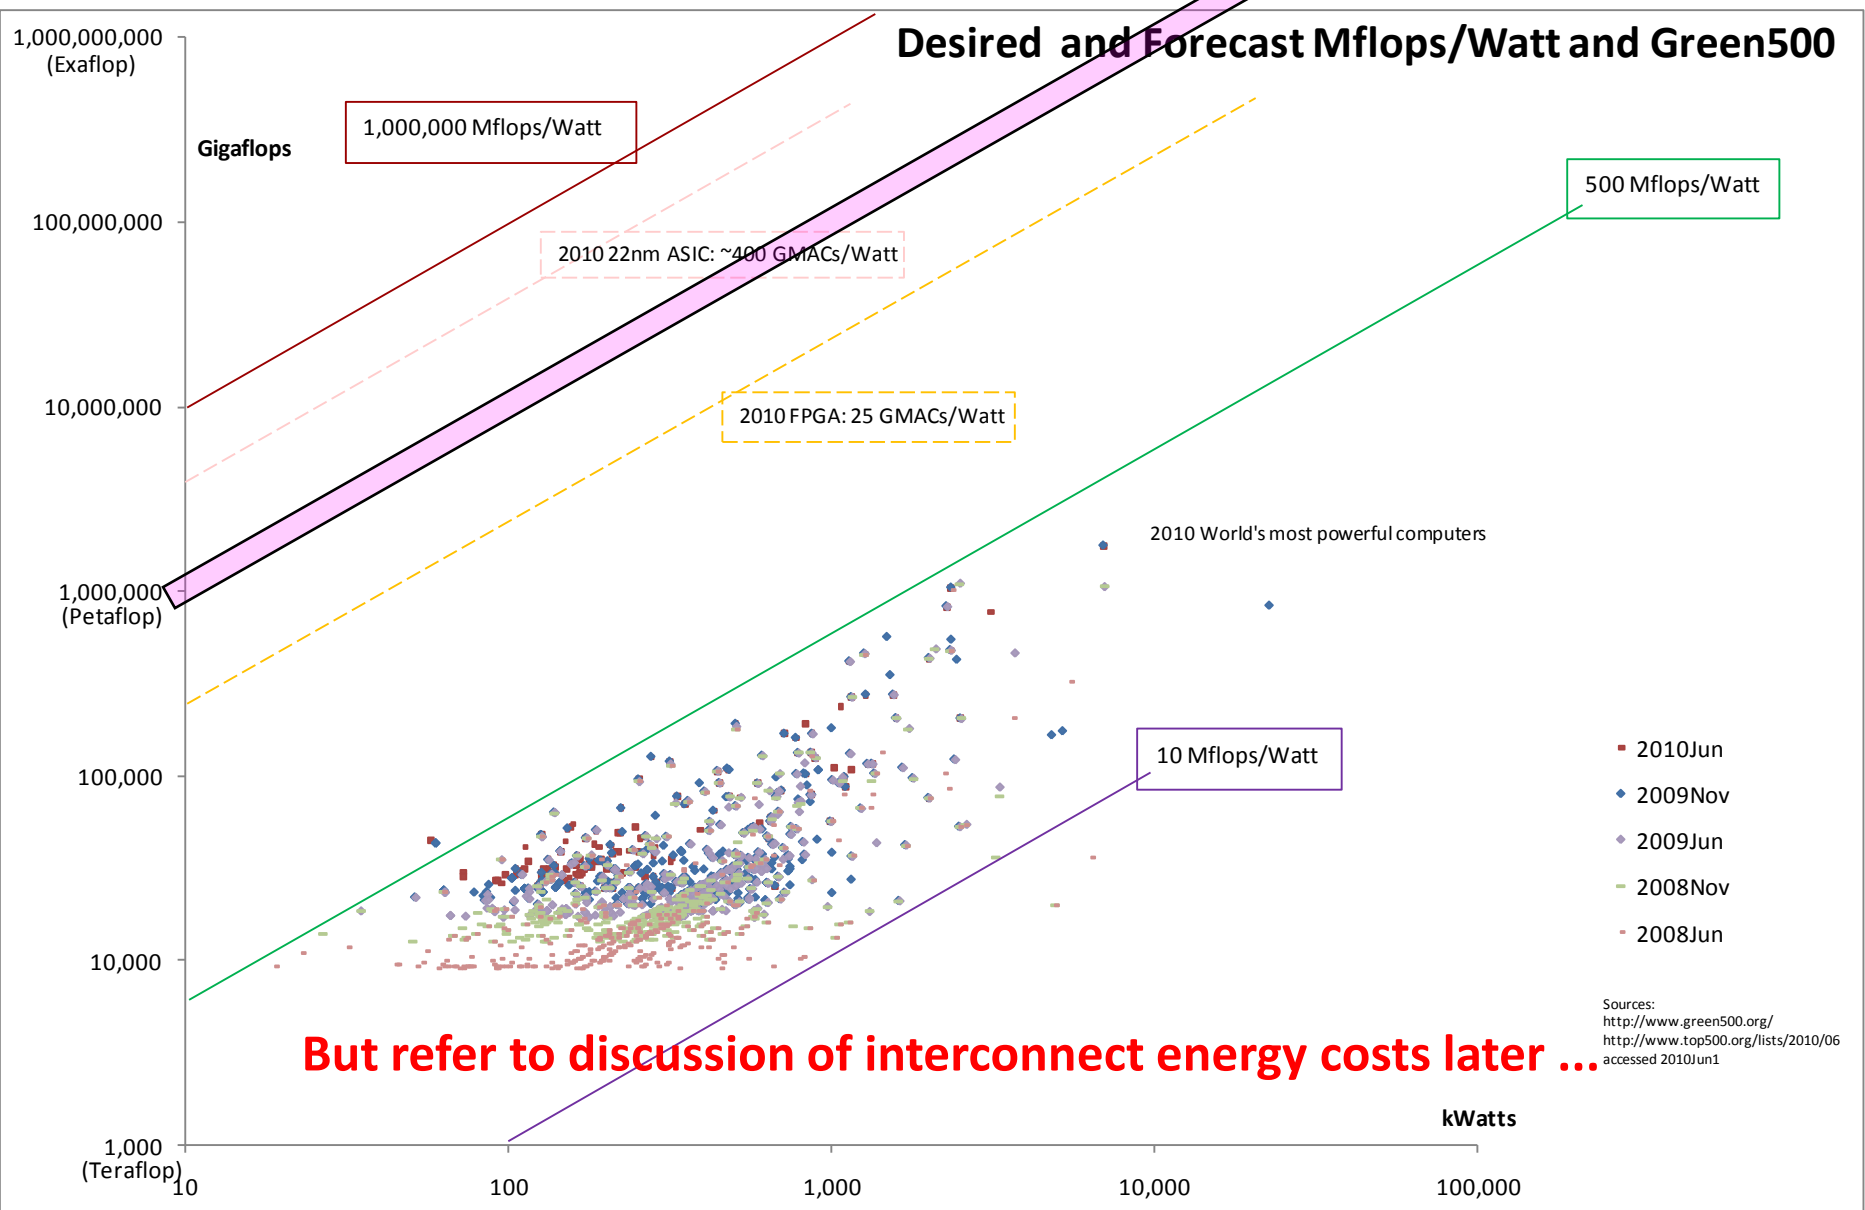 Desired and Forecast Mflops/Watt and Green500
1,000,000,000
(Exaflop)
1,000,000 Mflops/Watt
Gigaflops
500 Mflops/Watt
100,000,000
2010 22nm ASIC: ~400 GMACs/Watt
10,000,000
2010 FPGA: 25 GMACs/Watt
2010 World's most powerful computers
1,000,000
(Petaflop)
10 Mflops/Watt
100,000
2010Jun
2009Nov
2009Jun
2008Nov
2008Jun
10,000
Sources:
http://www.green500.org/
http://www.top500.org/lists/2010/06
accessed 2010Jun1
But refer to discussion of interconnect energy costs later ...
kWatts
1,000
(Teraflop)
10
100
1,000
10,000
100,000